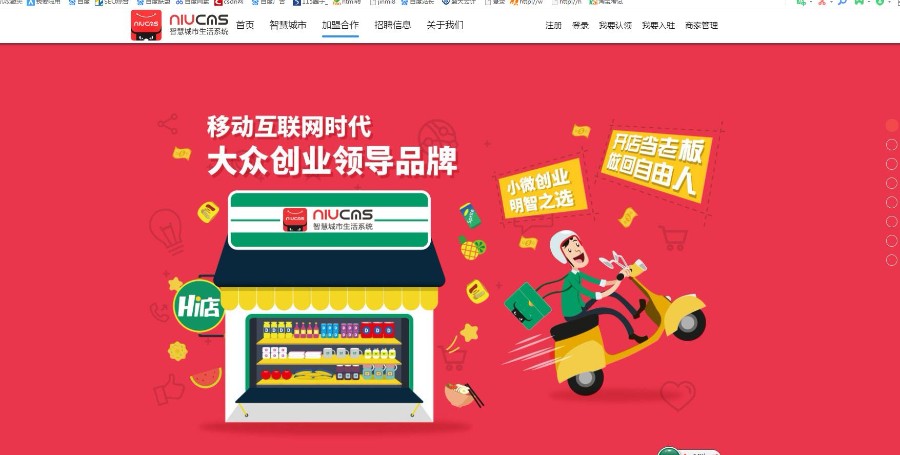 NIUCMS
智慧城市生活系统
首页 智慧城市 加盟合作 招聘信息 关于我们
注册 登录 我要认领 我要入驻 商家管理
移动互联网时代
大众创业领导品牌
开店当老板
做回自由人
小微创业
明智之选
NIUCMS
智慧城市生活系统
Hi店